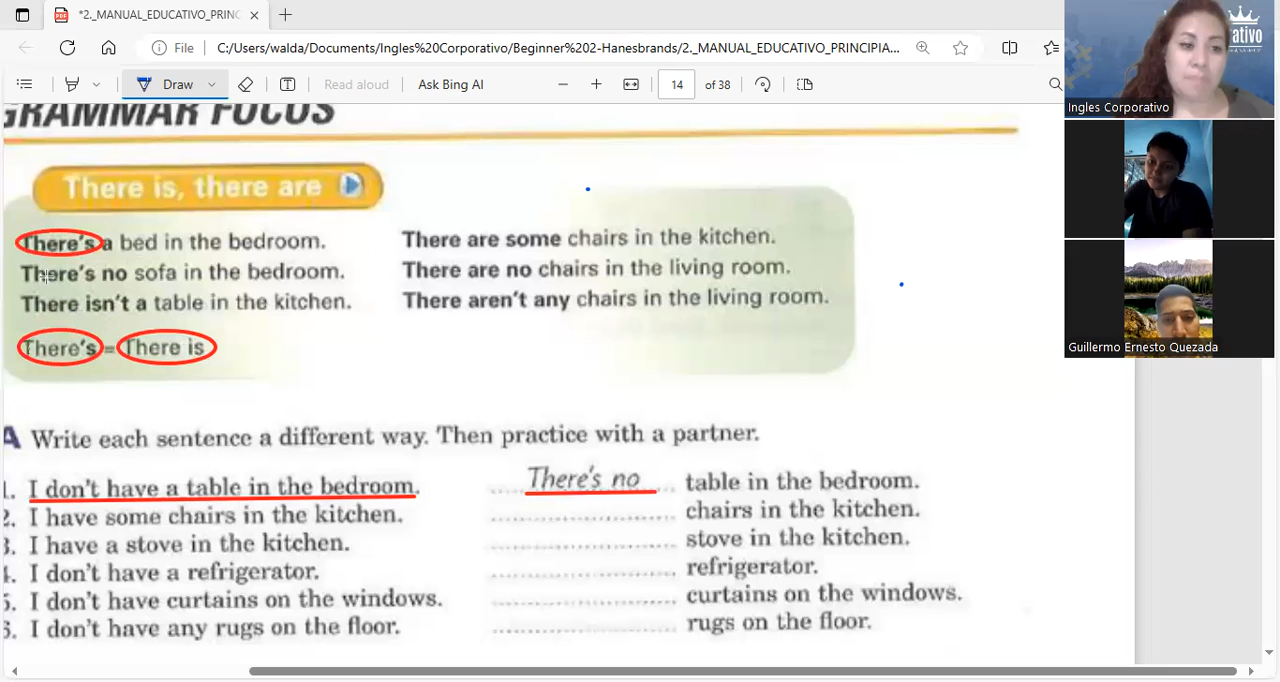 *2._MANUAL_EDUCATIVO_PRINC
File C:/Users/walda/Documents/Ingles%20Corporativo/Beginner%202-Hanesbrands/2._MANUAL_EDUCATIVO_PRINCIPIA...
Draw Read aloud Ask Bing AI 14 of 38
ativo
Ingles Corporativo
Guillermo Ernesto Quezada
GRAMMAR FOCUS
There is, there are
There's a bed in the bedroom.
There's no sofa in the bedroom.
There isn't a table in the kitchen.
There's = There is
There are some chairs in the kitchen.
There are no chairs in the living room.
There aren't any chairs in the living room.
A Write each sentence a different way. Then practice with a partner.
1. I don't have a table in the bedroom. There's no table in the bedroom.
2. I have some chairs in the kitchen. chairs in the kitchen.
3. I have a stove in the kitchen. stove in the kitchen.
4. I don't have a refrigerator. refrigerator.
5. I don't have curtains on the windows. curtains on the windows.
6. I don't have any rugs on the floor. rugs on the floor.